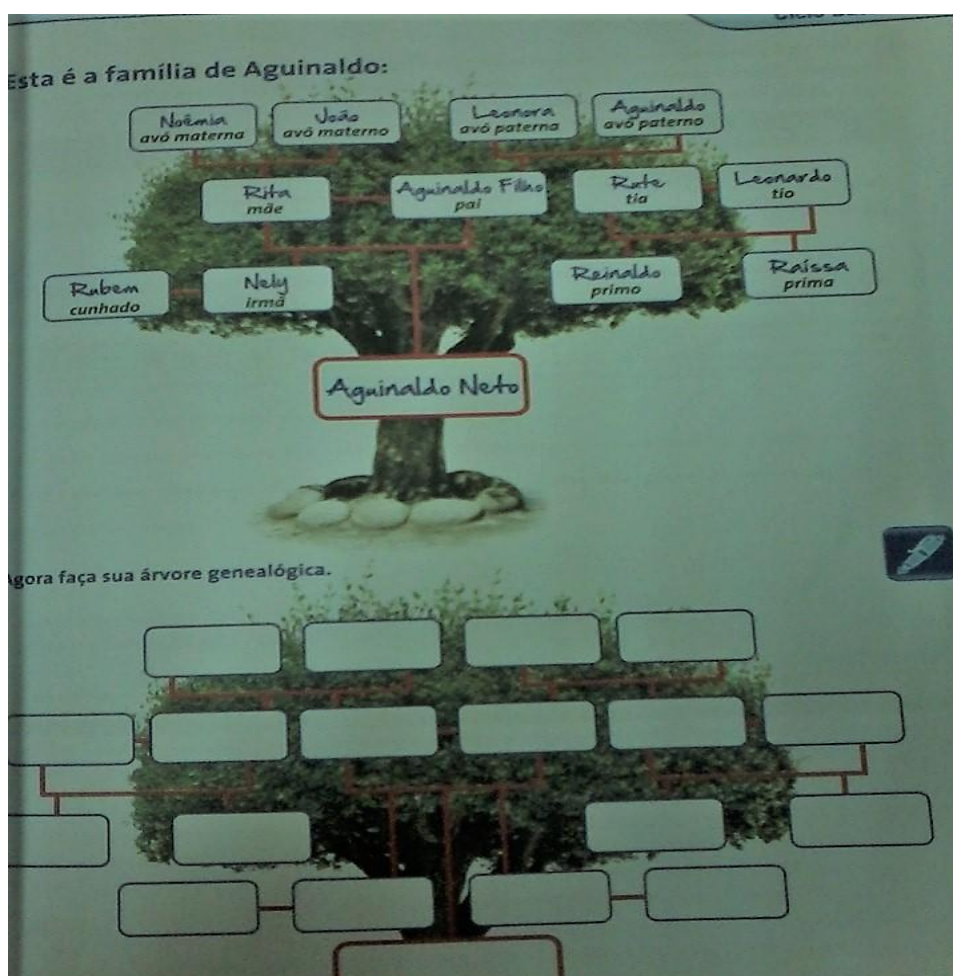 Esta é a família de Aguinaldo:
Noêmia
avó materna
João
avô materno
Leonora
avó paterna
Aguinaldo
avô paterno
Rita
mãe
Aguinaldo Filho
pai
Rute
tia
Leonardo
tio
Rubem
cunhado
Nely
irmã
Reinaldo
primo
Raíssa
prima
Aguinaldo Neto
Agora faça sua árvore genealógica.